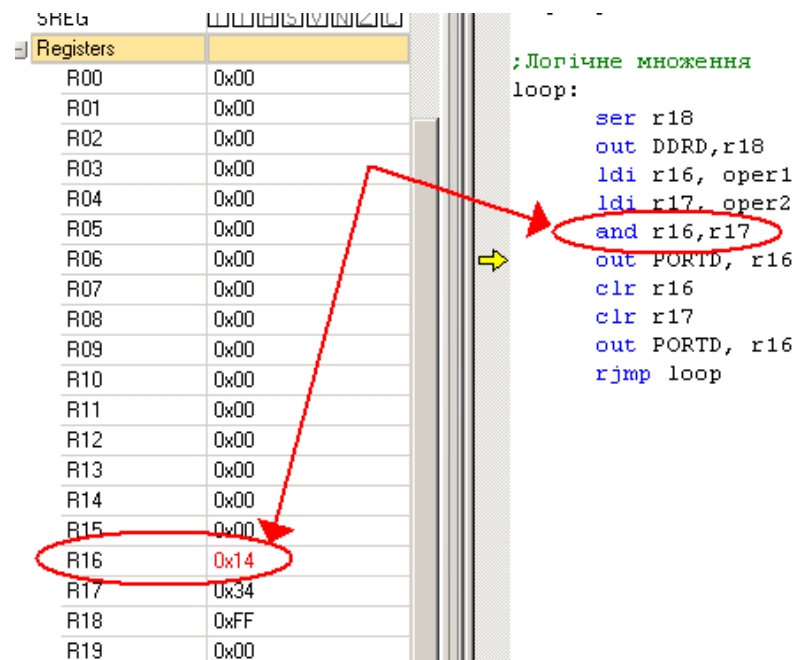 SREG I T H S V N Z C
Registers
R00 0x00
R01 0x00
R02 0x00
R03 0x00
R04 0x00
R05 0x00
R06 0x00
R07 0x00
R08 0x00
R09 0x00
R10 0x00
R11 0x00
R12 0x00
R13 0x00
R14 0x00
R15 0x00
R16 0x14
R17 0x34
R18 0xFF
R19 0x00
;Логічне множення
loop:
ser r18
out DDRD,r18
ldi r16, oper1
ldi r17, oper2
and r16,r17
out PORTD, r16
clr r16
clr r17
out PORTD, r16
rjmp loop